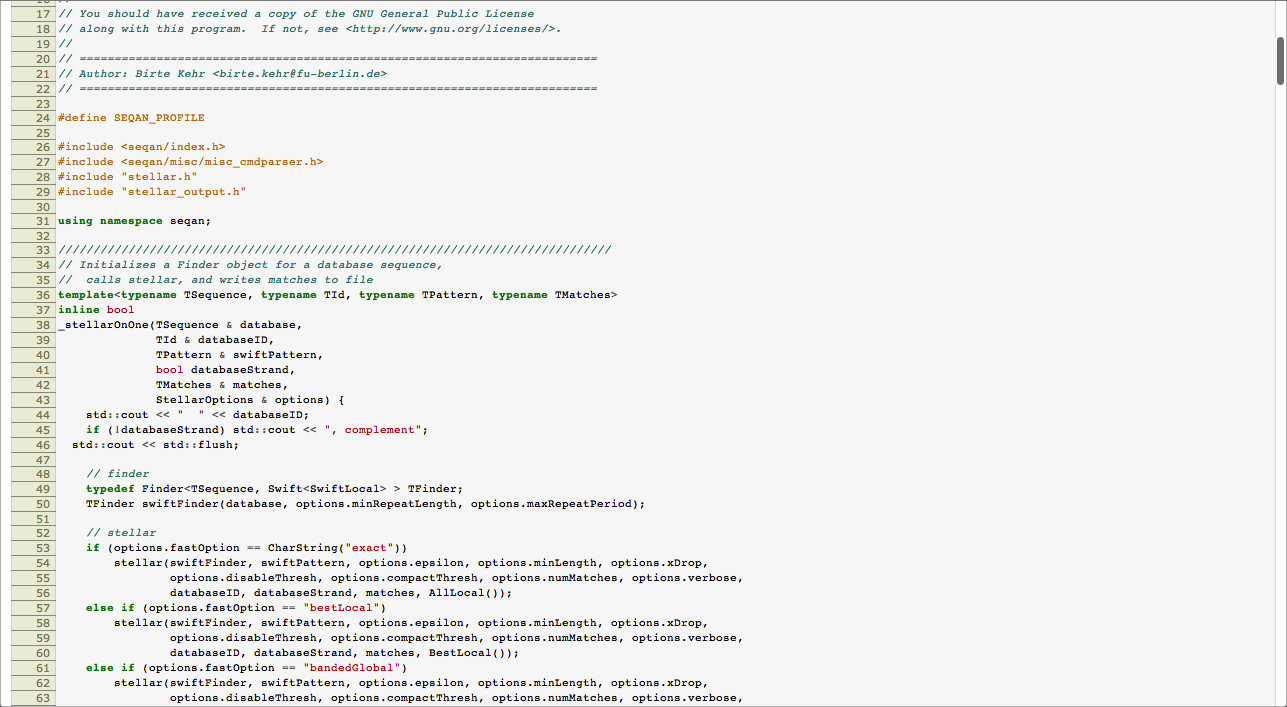 17 // You should have received a copy of the GNU General Public License
18 // along with this program.  If not, see <http://www.gnu.org/licenses/>.
19 //
20 // ==========================================================================
21 // Author: Birte Kehr <birte.kehr@fu-berlin.de>
22 // ==========================================================================
23
24 #define SEQAN_PROFILE
25
26 #include <seqan/index.h>
27 #include <seqan/misc/misc_cmdparser.h>
28 #include "stellar.h"
29 #include "stellar_output.h"
30
31 using namespace seqan;
32
33 ///////////////////////////////////////////////////////////////////////////////
34 // Initializes a Finder object for a database sequence,
35 //  calls stellar, and writes matches to file
36 template<typename TSequence, typename TId, typename TPattern, typename TMatches>
37 inline bool
38 _stellarOnOne(TSequence & database,
39               TId & databaseID,
40               TPattern & swiftPattern,
41               bool databaseStrand,
42               TMatches & matches,
43               StellarOptions & options) {
44     std::cout << "  " << databaseID;
45     if (!databaseStrand) std::cout << ", complement";
46   std::cout << std::flush;
47
48     // finder
49     typedef Finder<TSequence, Swift<SwiftLocal> > TFinder;
50     TFinder swiftFinder(database, options.minRepeatLength, options.maxRepeatPeriod);
51
52     // stellar
53     if (options.fastOption == CharString("exact"))
54         stellar(swiftFinder, swiftPattern, options.epsilon, options.minLength, options.xDrop,
55                 options.disableThresh, options.compactThresh, options.numMatches, options.verbose,
56                 databaseID, databaseStrand, matches, AllLocal());
57     else if (options.fastOption == "bestLocal")
58         stellar(swiftFinder, swiftPattern, options.epsilon, options.minLength, options.xDrop,
59                 options.disableThresh, options.compactThresh, options.numMatches, options.verbose,
60                 databaseID, databaseStrand, matches, BestLocal());
61     else if (options.fastOption == "bandedGlobal")
62         stellar(swiftFinder, swiftPattern, options.epsilon, options.minLength, options.xDrop,
63                 options.disableThresh, options.compactThresh, options.numMatches, options.verbose,